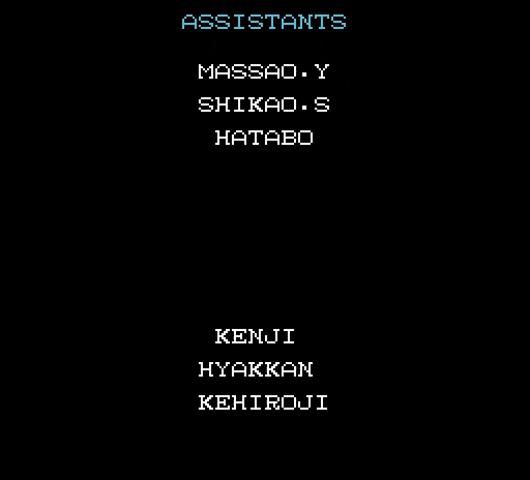 ASSISTANTS
MASSAO.Y
SHIKAO.S
HATABO
KENJI
HYAKKAN
KEHIROJI